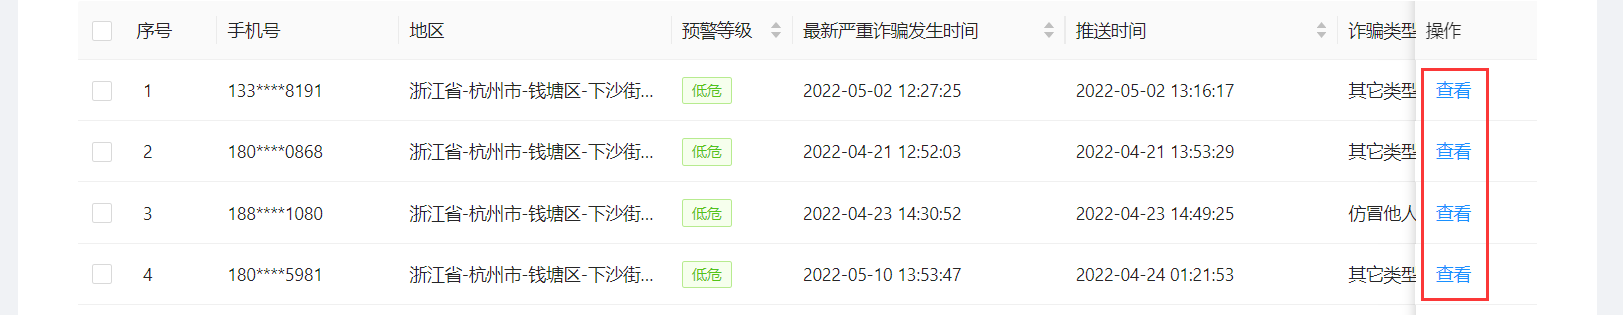 序号 手机号 地区 预警等级 最新严重诈骗发生时间 推送时间 诈骗类型 操作
1 133****8191 浙江省-杭州市-钱塘区-下沙街... 低危 2022-05-02 12:27:25 2022-05-02 13:16:17 其它类型 查看
2 180****0868 浙江省-杭州市-钱塘区-下沙街... 低危 2022-04-21 12:52:03 2022-04-21 13:53:29 其它类型 查看
3 188****1080 浙江省-杭州市-钱塘区-下沙街... 低危 2022-04-23 14:30:52 2022-04-23 14:49:25 仿冒他人 查看
4 180****5981 浙江省-杭州市-钱塘区-下沙街... 低危 2022-05-10 13:53:47 2022-04-24 01:21:53 其它类型 查看